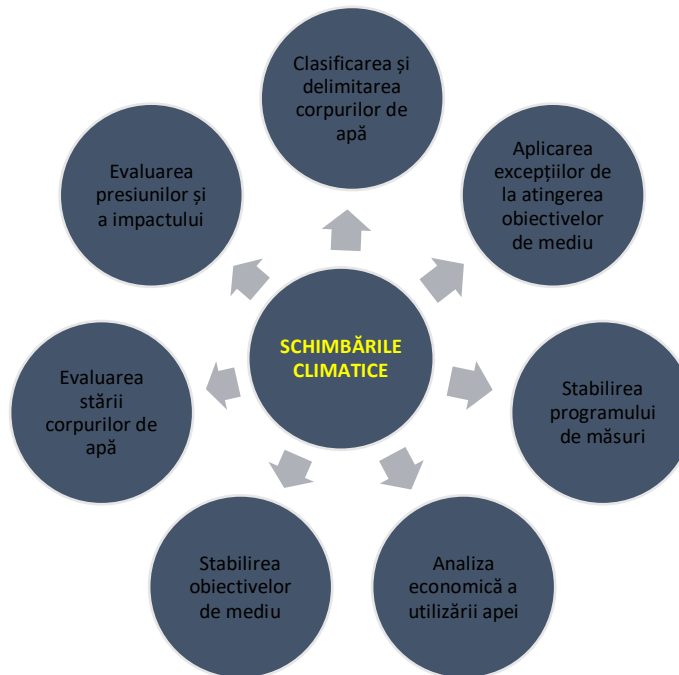 Clasificarea și
delimitarea
corpurilor de
apă
Aplicarea
excepțiilor de
la atingerea
obiectivelor
de mediu
Stabilirea
programului
de măsuri
Analiza
economică a
utilizării apei
Stabilirea
obiectivelor
de mediu
Evaluarea
stării
corpurilor de
apă
Evaluarea
presiunilor și
a impactului
SCHIMBĂRILE
CLIMATICE